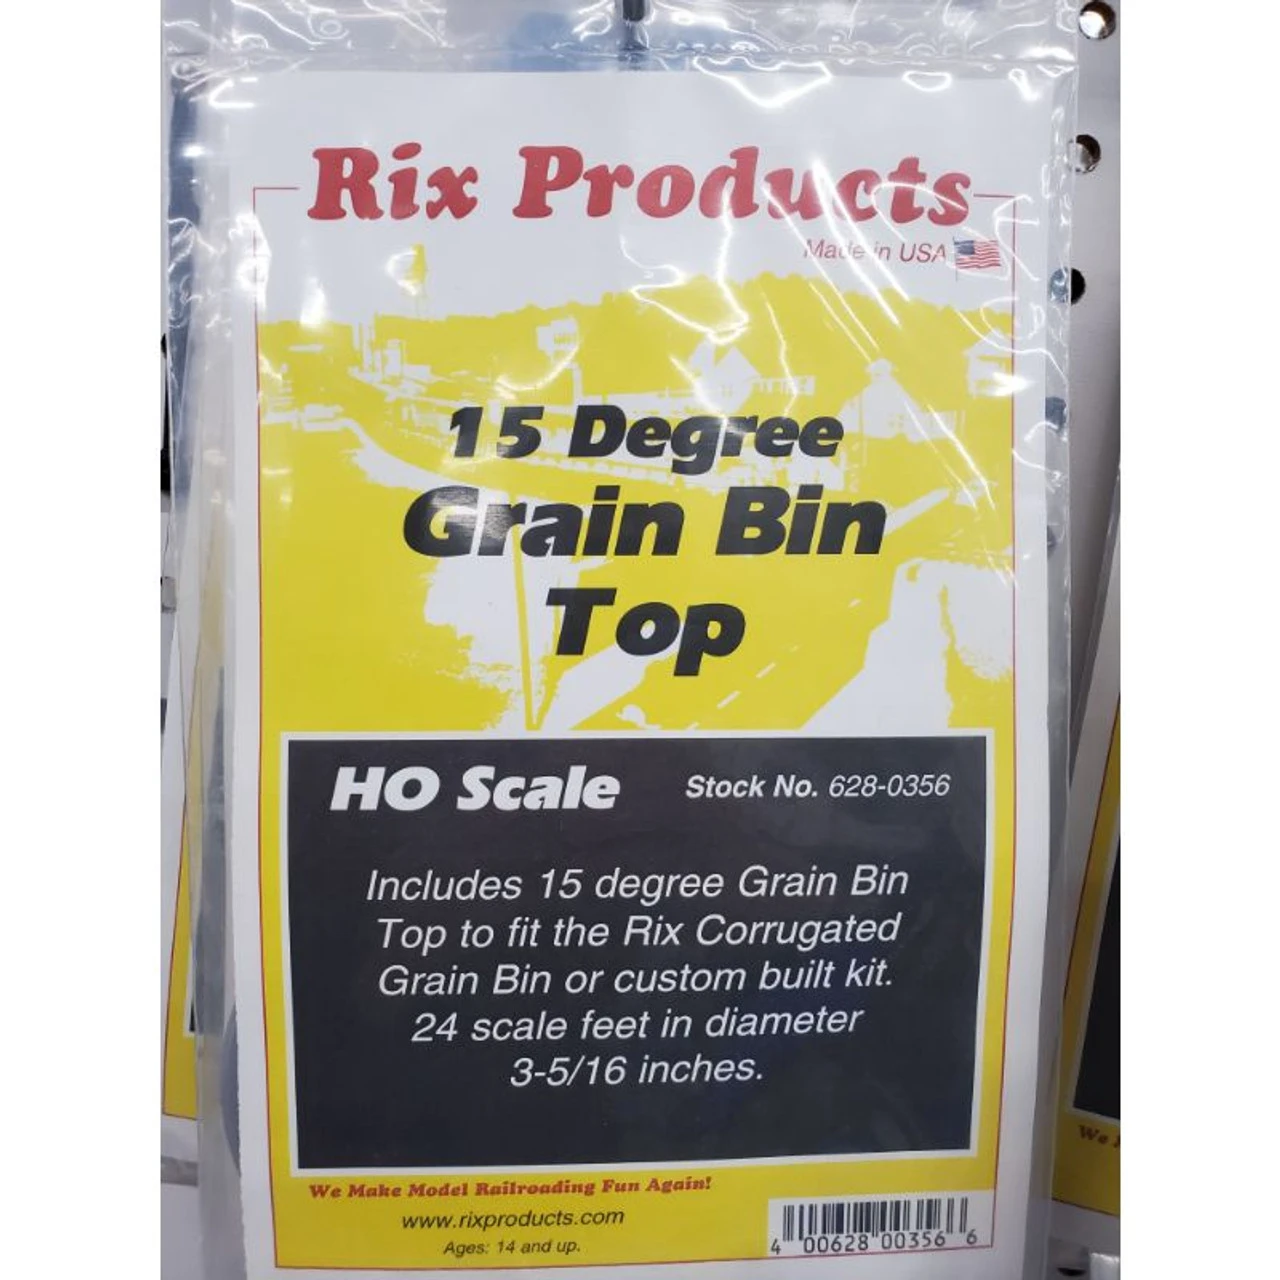 Rix Products
Made in USA
15 Degree
Grain Bin
Top
HO Scale
Stock No. 628-0356
Includes 15 degree Grain Bin
Top to fit the Rix Corrugated
Grain Bin or custom built kit.
24 scale feet in diameter
3-5/16 inches.
We Make Model Railroading Fun Again!
www.rixproducts.com
Ages: 14 and up.
4 00628 00356 6
We